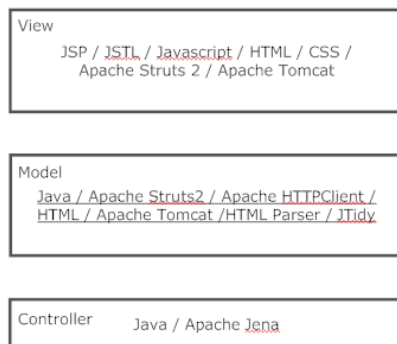 View
JSP / JSTL / Javascript / HTML / CSS /
Apache Struts 2 / Apache Tomcat
Model
Java / Apache Struts2 / Apache HTTPClient /
HTML / Apache Tomcat /HTML Parser / JTidy
Controller
Java / Apache Jena